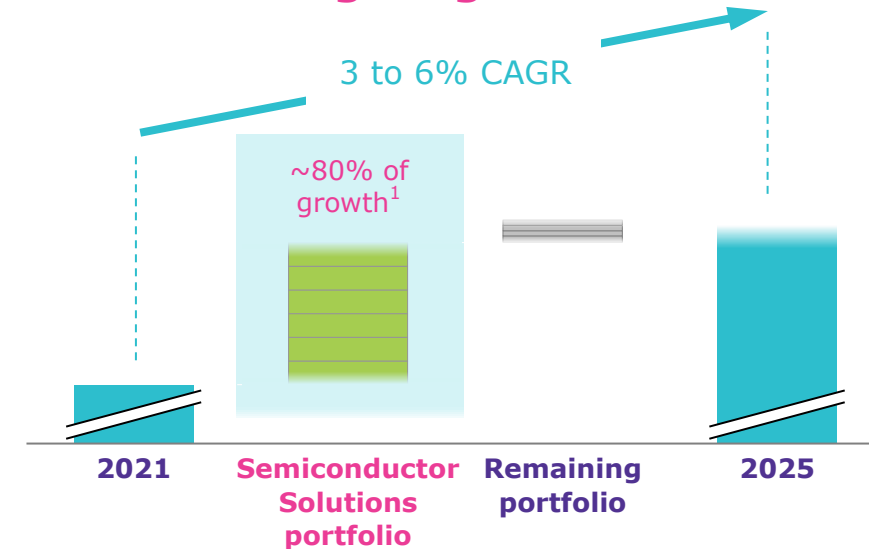 3 to 6% CAGR
~80% of
growth¹
2021
Semiconductor
Solutions
portfolio
Remaining
portfolio
2025